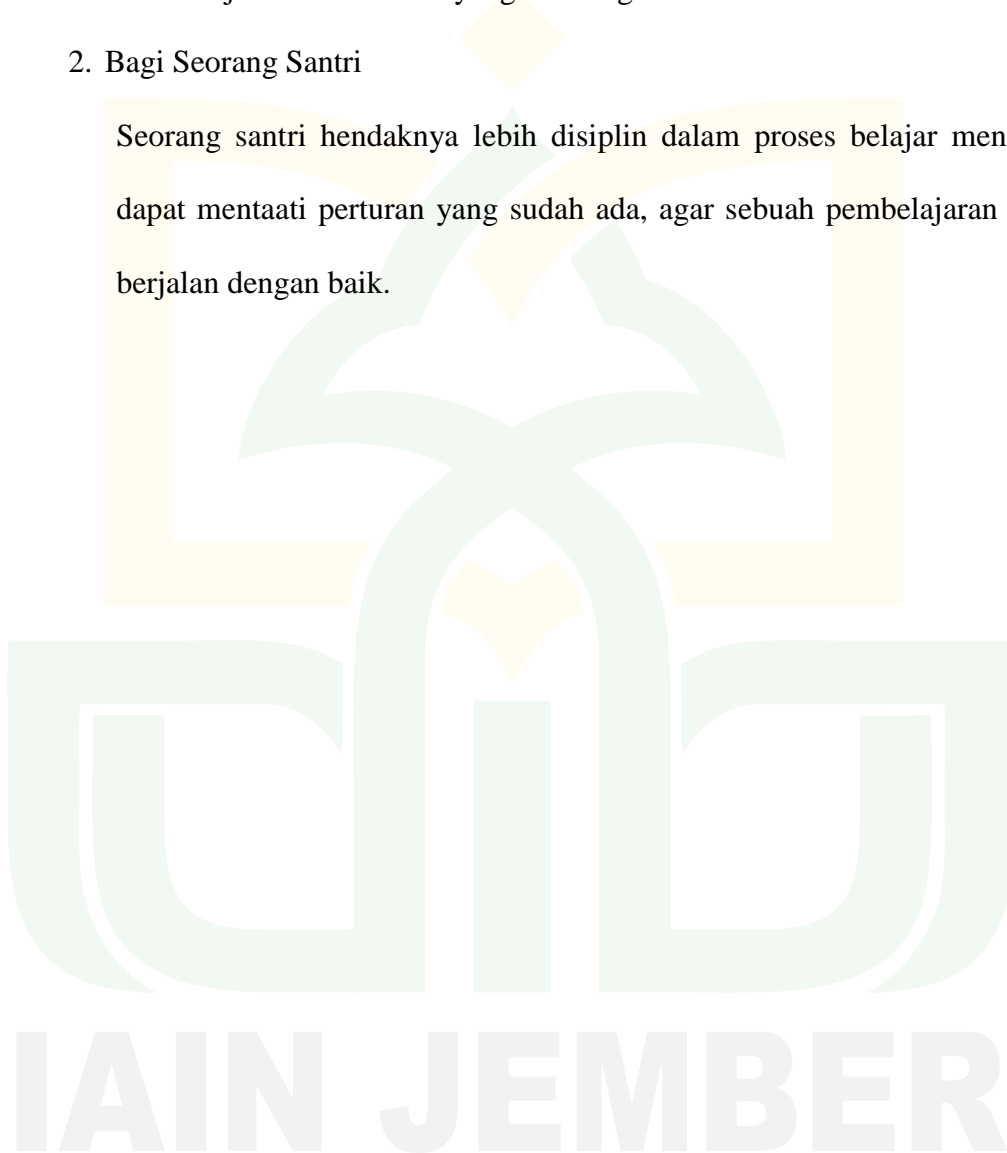 2. Bagi Seorang Santri
Seorang santri hendaknya lebih disiplin dalam proses belajar men
dapat mentaati perturan yang sudah ada, agar sebuah pembelajaran
berjalan dengan baik.
IAIN JEMBER